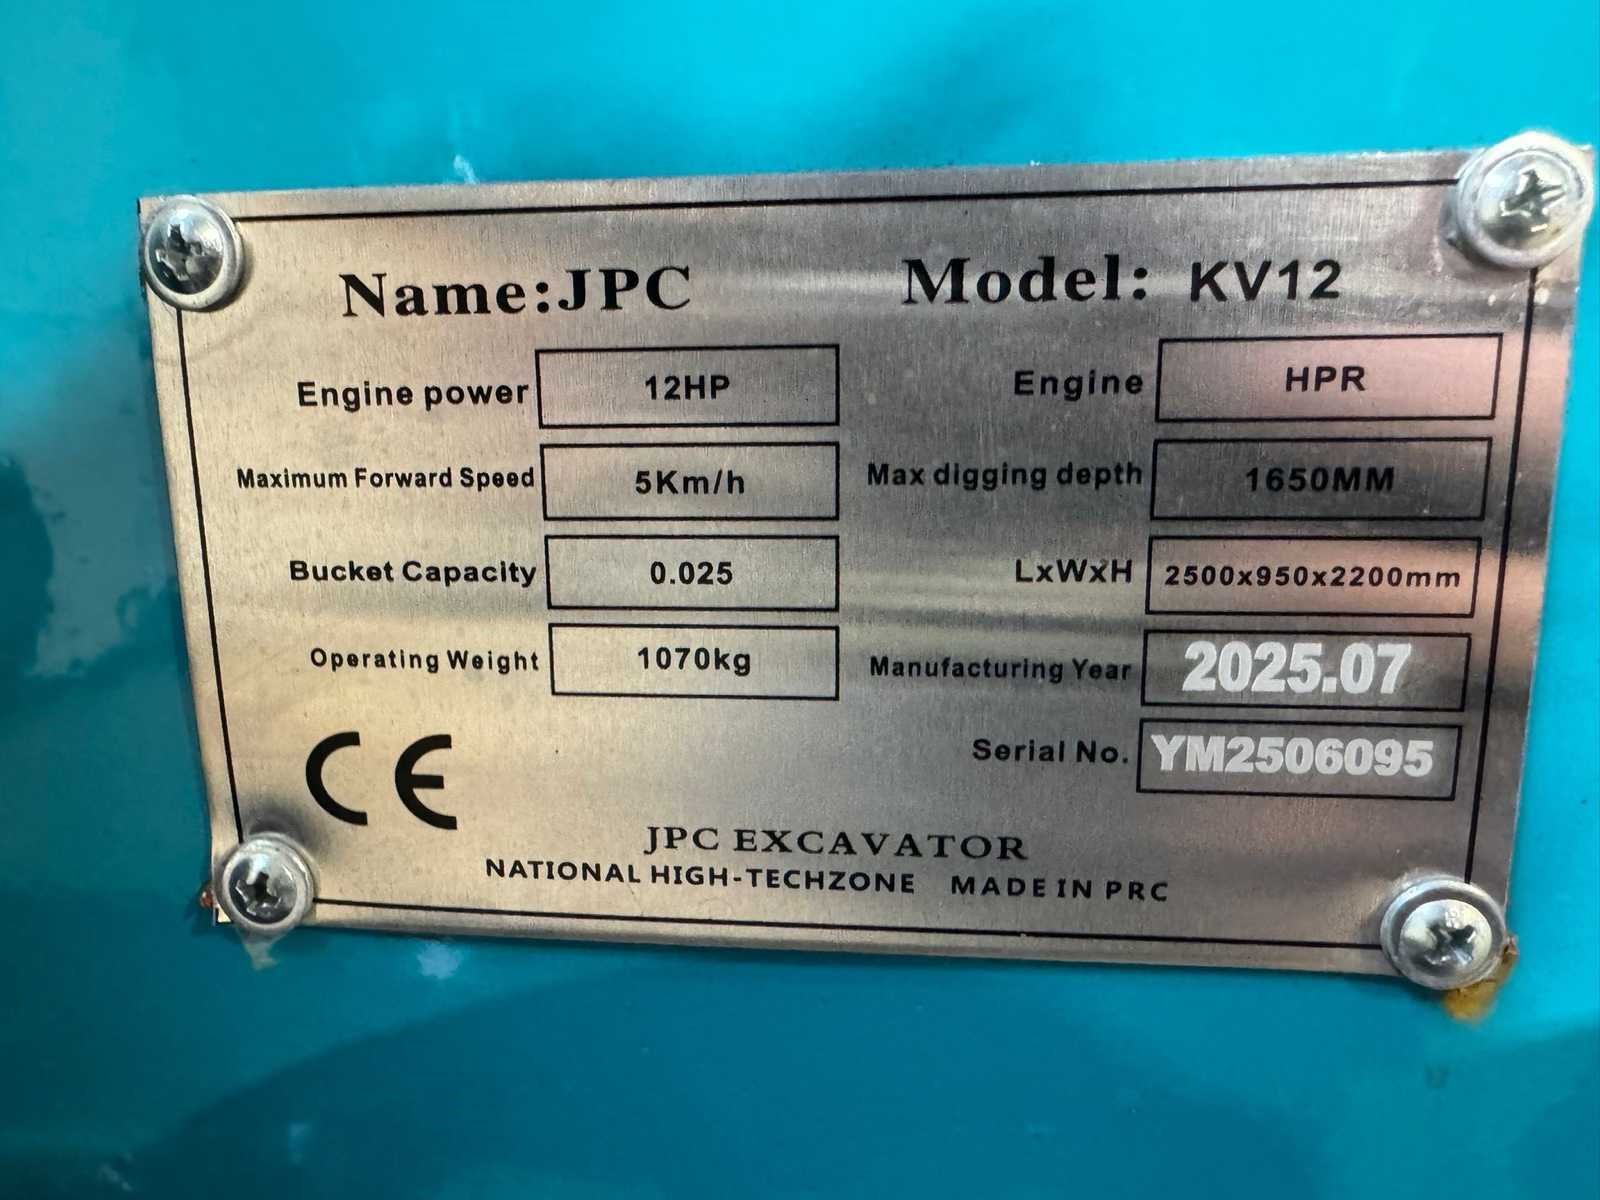 Name:JPC Model: KV12
Engine power 12HP Engine HPR
Maximum Forward Speed 5Km/h Max digging depth 1650MM
Bucket Capacity 0.025 LxWxH 2500x950x2200mm
Operating Weight 1070kg Manufacturing Year 2025.07
Serial No. YM2506095
CE
JPC EXCAVATOR
NATIONAL HIGH-TECHZONE MADE IN PRC